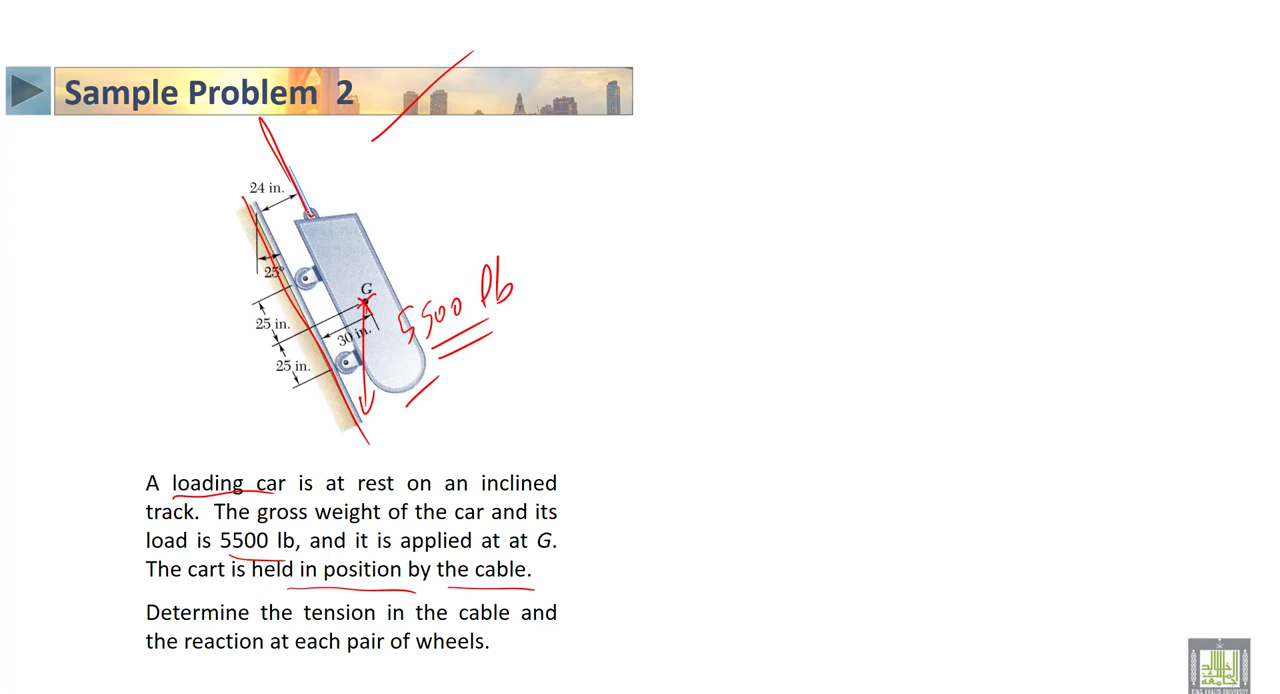 Sample Problem 2
24 in.
25°
G
25 in.
30 in.
25 in.
5500 lb
A loading car is at rest on an inclined
track. The gross weight of the car and its
load is 5500 lb, and it is applied at at G.
The cart is held in position by the cable.
Determine the tension in the cable and
the reaction at each pair of wheels.
KING KHALID UNIVERSITY